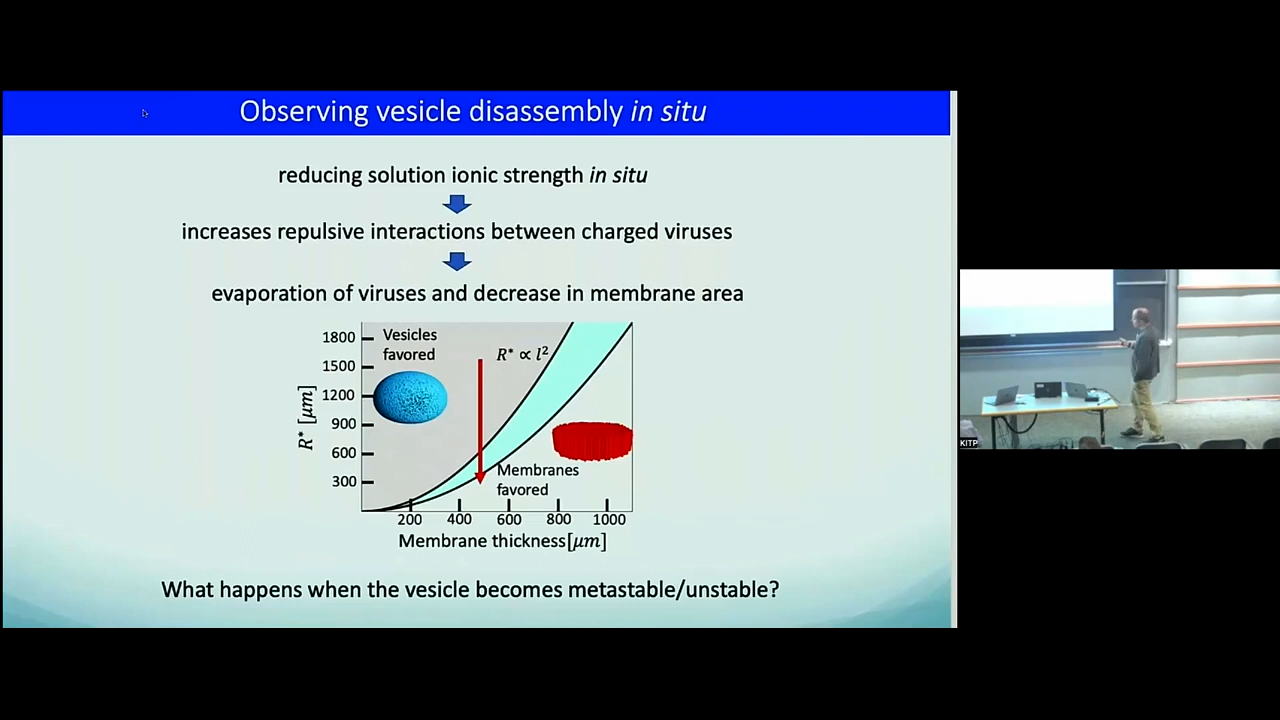 Observing vesicle disassembly in situ
reducing solution ionic strength in situ
increases repulsive interactions between charged viruses
evaporation of viruses and decrease in membrane area
1800
1500
1200
900
600
300
R* [μm]
Vesicles
favored
R* ∝ l²
Membranes
favored
200 400 600 800 1000
Membrane thickness[μm]
What happens when the vesicle becomes metastable/unstable?
KITP